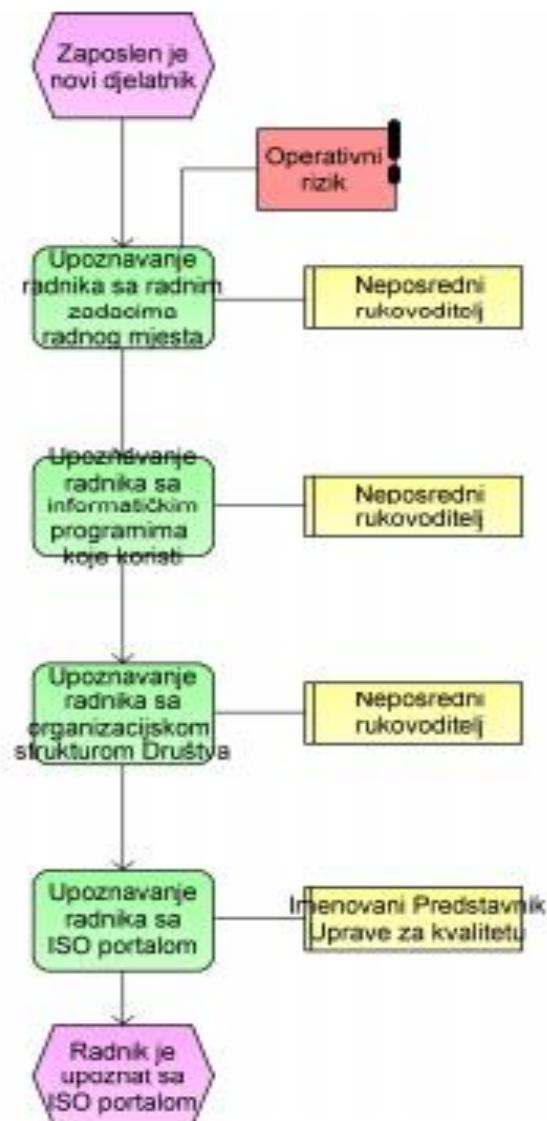 Zaposlen je
novi djelatnik
Operativni
rizik
Upoznavanje
radnika sa radnim
zadacima
radnog mjesta
Neposredni
rukovoditelj
Upoznavanje
radnika sa
informatičkim
programima
koje koristi
Neposredni
rukovoditelj
Upoznavanje
radnika sa
organizacijskom
strukturom Društva
Neposredni
rukovoditelj
Upoznavanje
radnika sa
ISO portalom
Imenovani Predstavnik
Uprave za kvalitetu
Radnik je
upoznat sa
ISO portalom